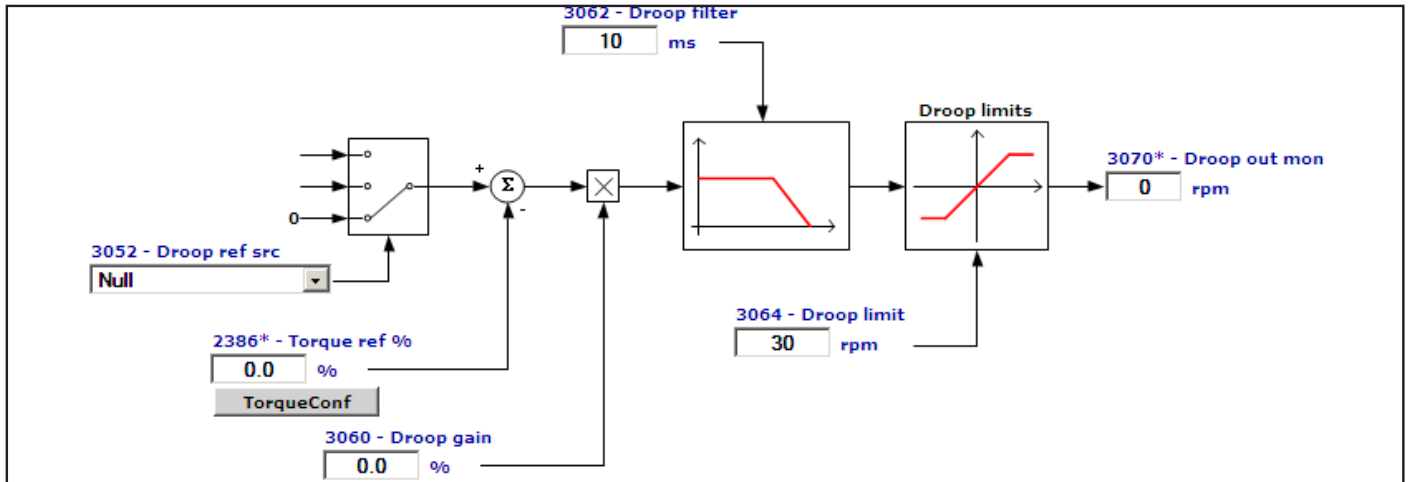 3062 - Droop filter
10 ms
Droop limits
3070* - Droop out mon
0 rpm
+
Σ
-
0
3052 - Droop ref src
Null
3064 - Droop limit
30 rpm
2386* - Torque ref %
0.0 %
TorqueConf
3060 - Droop gain
0.0 %